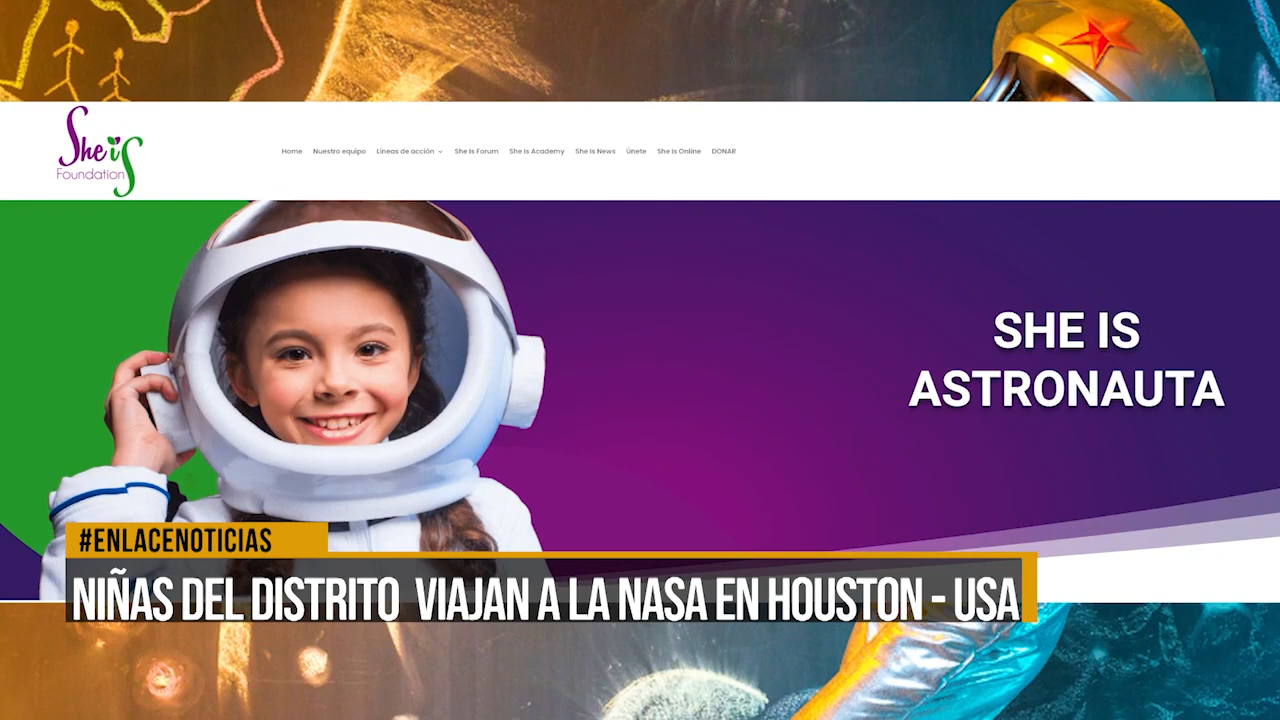 She is
Foundation
Home Nuestro equipo Líneas de acción She Is Forum She Is Academy She Is News Únete She Is Online DONAR
SHE IS
ASTRONAUTA
#ENLACENOTICIAS
NIÑAS DEL DISTRITO VIAJAN A LA NASA EN HOUSTON - USA